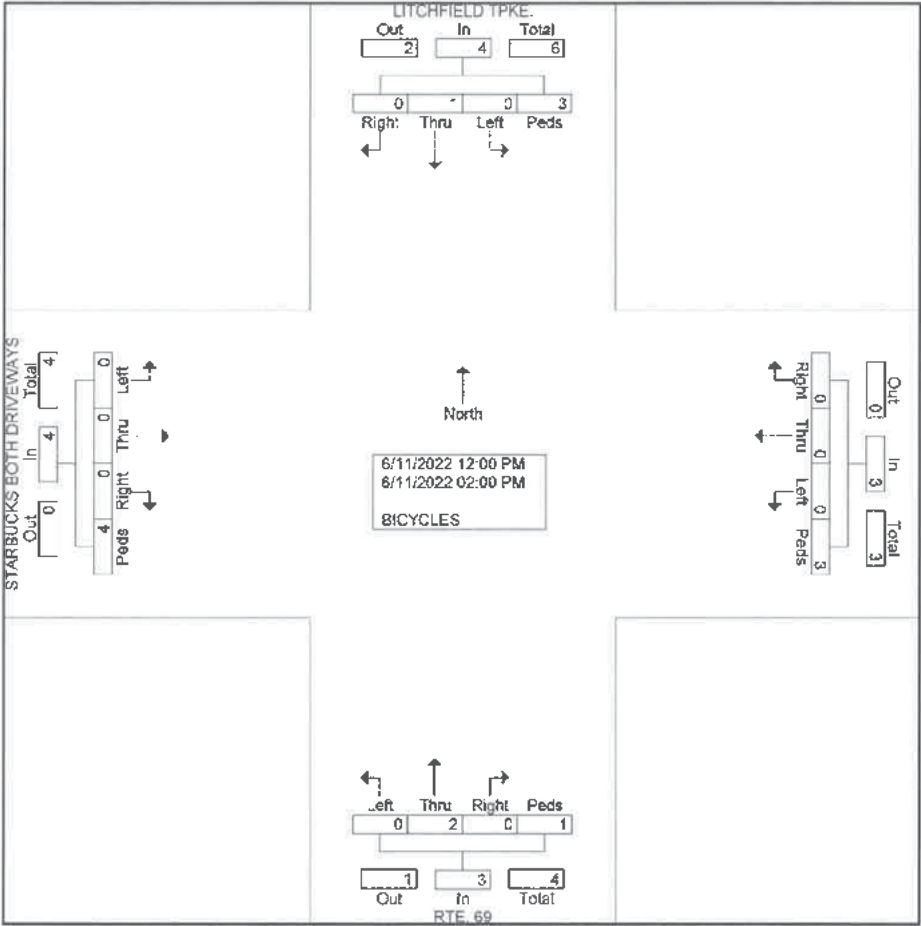 LITCHFIELD TPKE.
Out In Total
2 4 6
0 1 0 3
Right Thru Left Peds
STARBUCKS BOTH DRIVEWAYS
Total In Out
4 4 0
0 0 0 4
Left Thru Right Peds
North
6/11/2022 12:00 PM
6/11/2022 02:00 PM
BICYCLES
Right Thru Left Peds
0 0 0 3
Out In Total
0 3 3
Left Thru Right Peds
0 2 0 1
1 3 4
Out In Total
RTE. 69